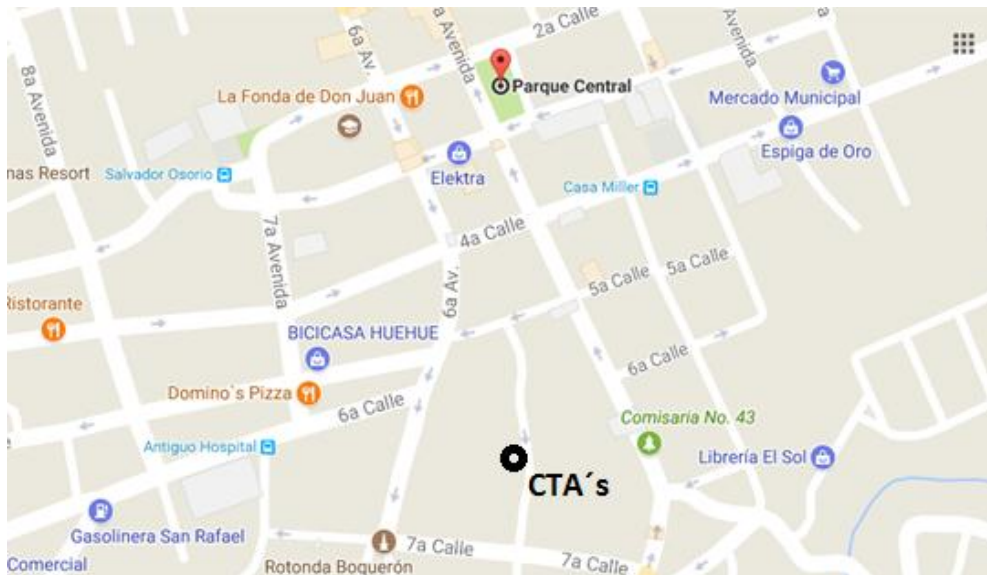 2a Calle
a Avenida
6a Av.
a
Avenida
8a Avenida
Parque Central
La Fonda de Don Juan
Mercado Municipal
Espiga de Oro
nas Resort
Salvador Osorio
Elektra
Casa Miller
7a Avenida
4a Calle
5a Calle
5a Calle
6a Av.
Ristorante
BICICASA HUEHUE
6a Calle
Domino´s Pizza
6a Calle
Comisaria No. 43
Antiguo Hospital
Librería El Sol
CTA´s
Gasolinera San Rafael
7a Calle
7a Calle
Comercial
Rotonda Boquerón